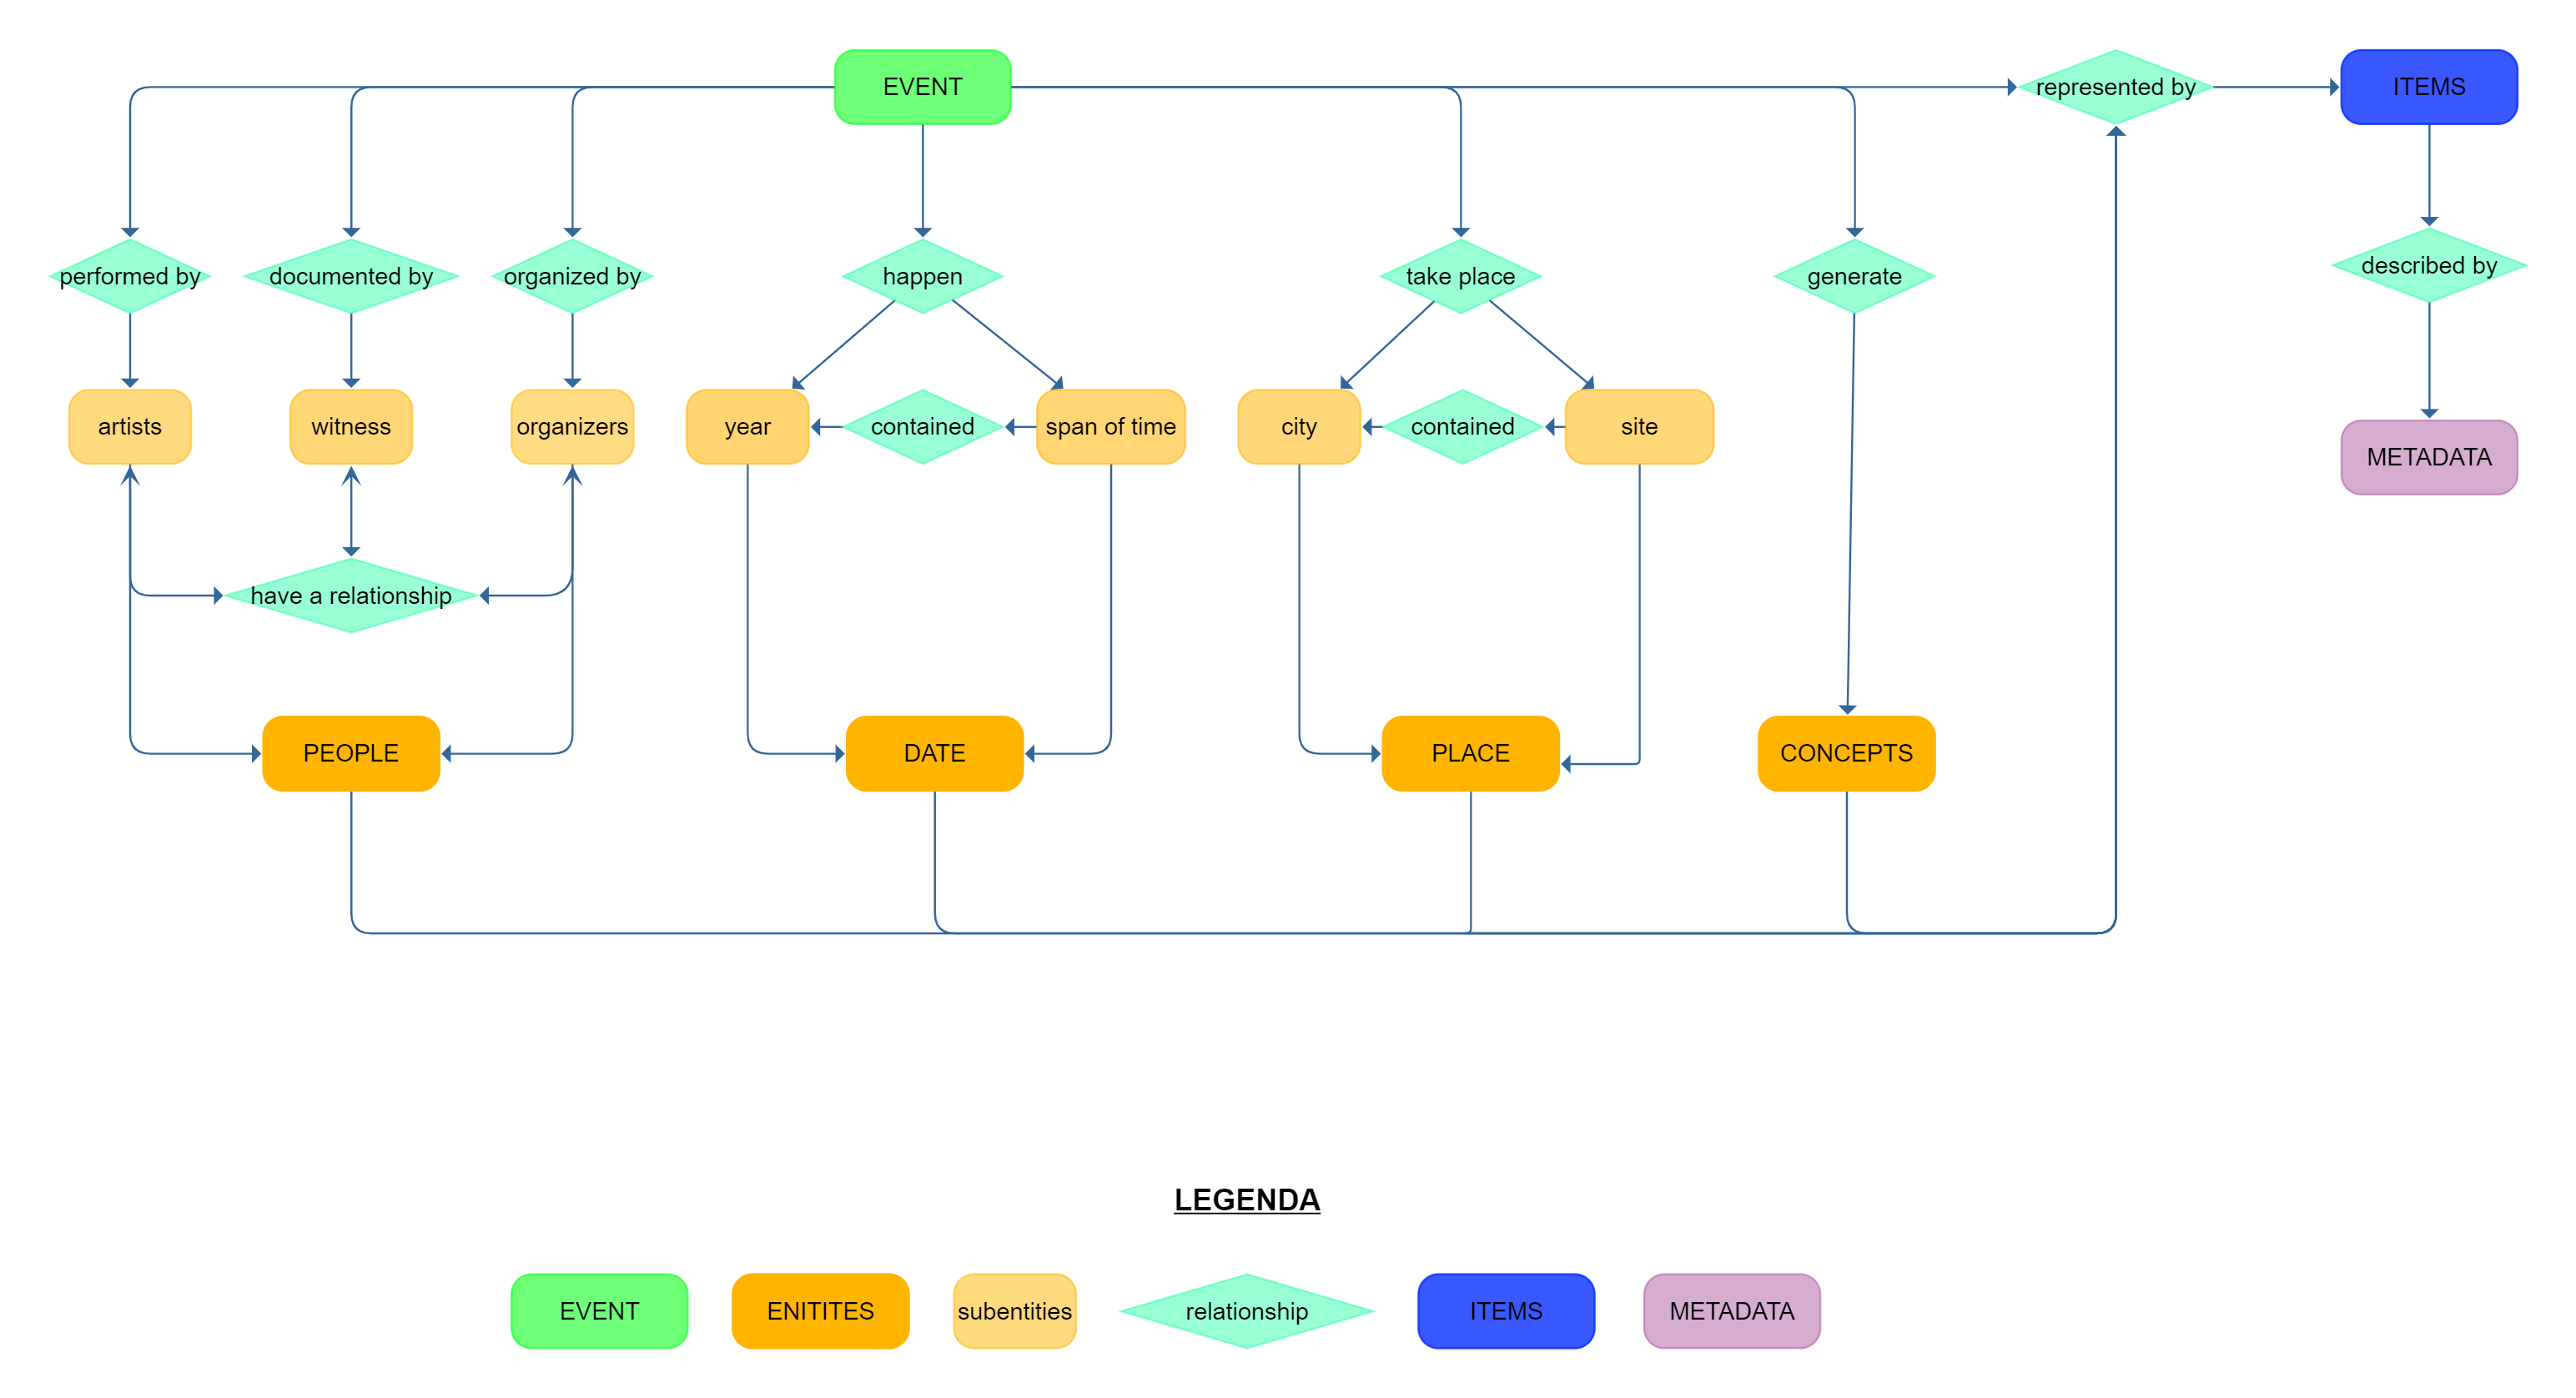 EVENT
represented by
ITEMS
performed by
documented by
organized by
happen
take place
generate
described by
artists
witness
organizers
year
contained
span of time
city
contained
site
METADATA
have a relationship
PEOPLE
DATE
PLACE
CONCEPTS
LEGENDA
EVENT
ENITITES
subentities
relationship
ITEMS
METADATA